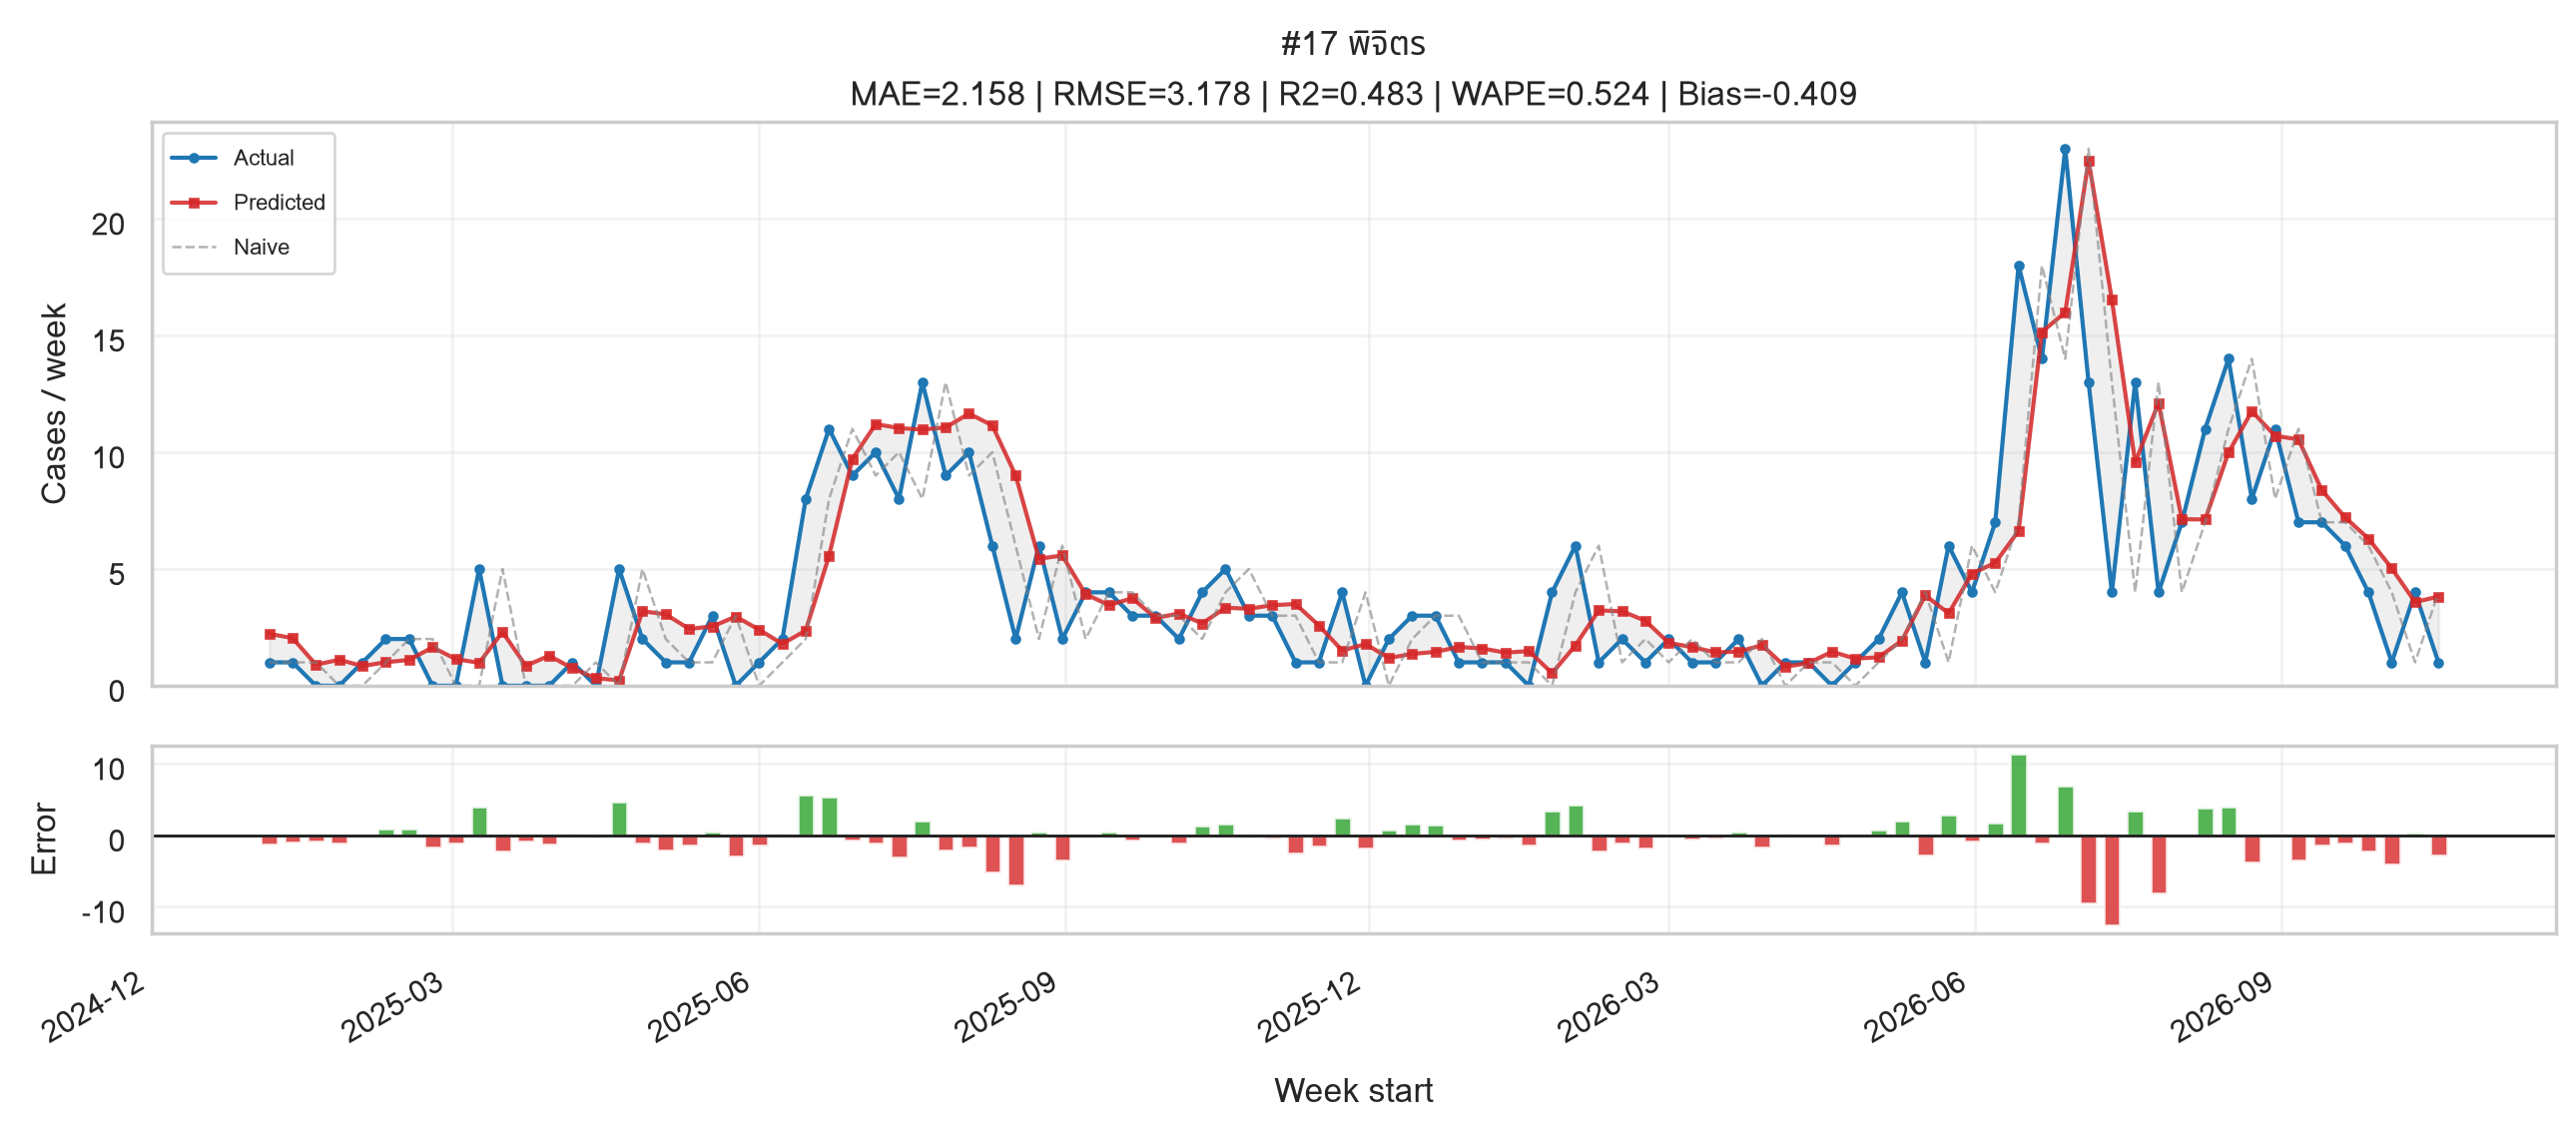 #17 พิจิตร
MAE=2.158 | RMSE=3.178 | R2=0.483 | WAPE=0.524 | Bias=-0.409
Actual
Predicted
Naive
Cases / week
20
15
10
5
0
Error
10
0
-10
2024-12
2025-03
2025-06
2025-09
2025-12
2026-03
2026-06
2026-09
Week start